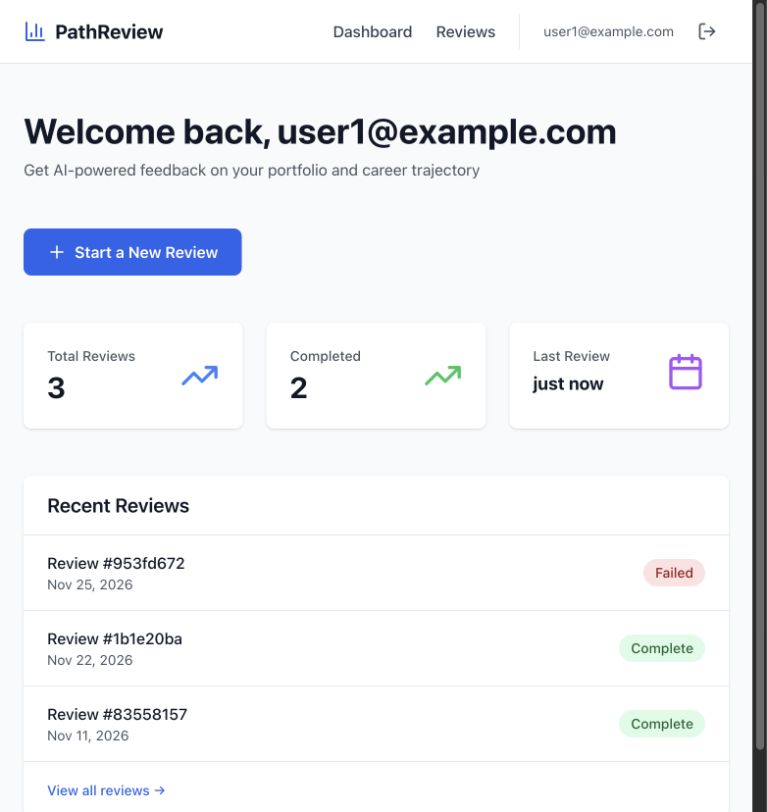 PathReview
Dashboard
Reviews
user1@example.com
Welcome back, user1@example.com
Get AI-powered feedback on your portfolio and career trajectory
Start a New Review
Total Reviews
3
Completed
2
Last Review
just now
Recent Reviews
Review #953fd672
Nov 25, 2026
Failed
Review #1b1e20ba
Nov 22, 2026
Complete
Review #83558157
Nov 11, 2026
Complete
View all reviews →